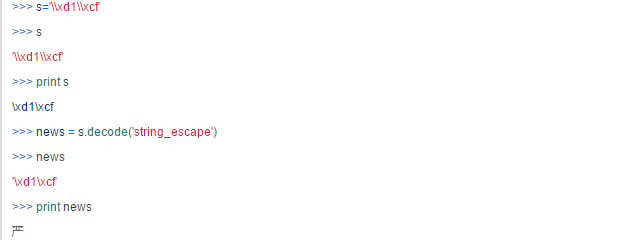 >>> s='\\xd1\\xcf'
>>> s
'\\xd1\\xcf'
>>> print s
\xd1\xcf
>>> news = s.decode('string_escape')
>>> news
'\xd1\xcf'
>>> print news
严